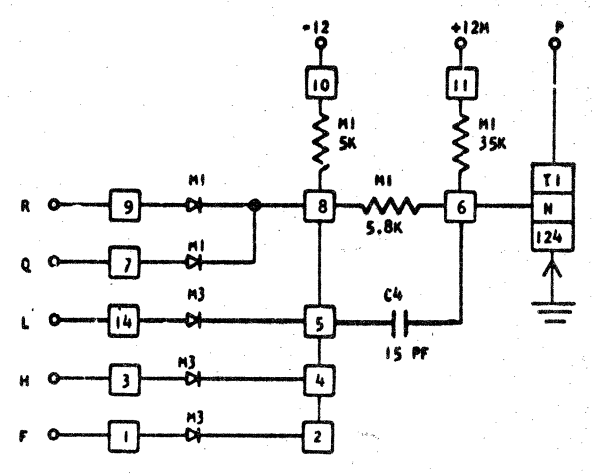 -12 +12M P
10 11
M1 5K M1 35K
T1
R 9 M1 8 M1 5.8K 6 N
124
Q 7 M1
L 14 M3 5 C4 15 PF
H 3 M3 4
F 1 M3 2